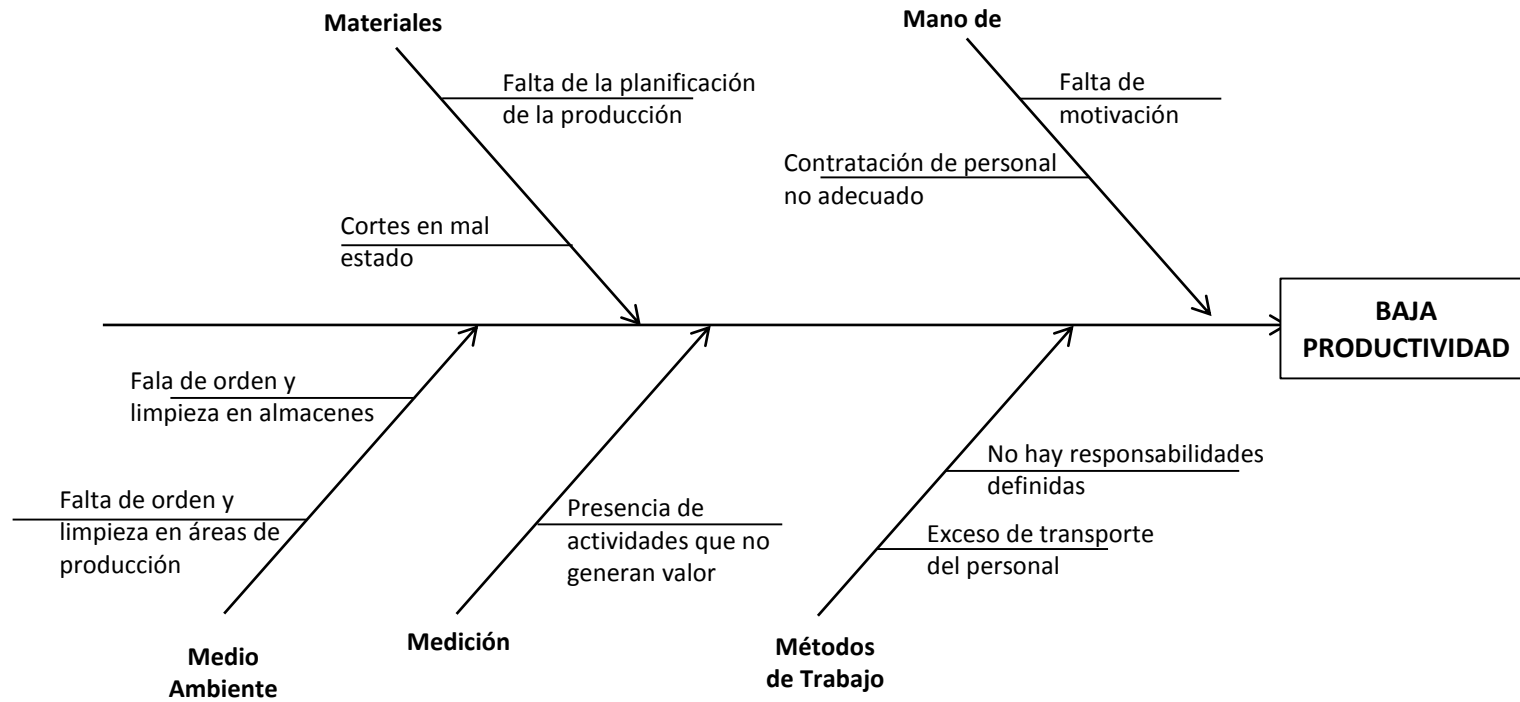 Materiales
Mano de
Falta de la planificación
de la producción
Falta de
motivación
Contratación de personal
no adecuado
Cortes en mal
estado
BAJA
PRODUCTIVIDAD
Fala de orden y
limpieza en almacenes
No hay responsabilidades
definidas
Falta de orden y
limpieza en áreas de
producción
Presencia de
actividades que no
generan valor
Exceso de transporte
del personal
Medio
Ambiente
Medición
Métodos
de Trabajo